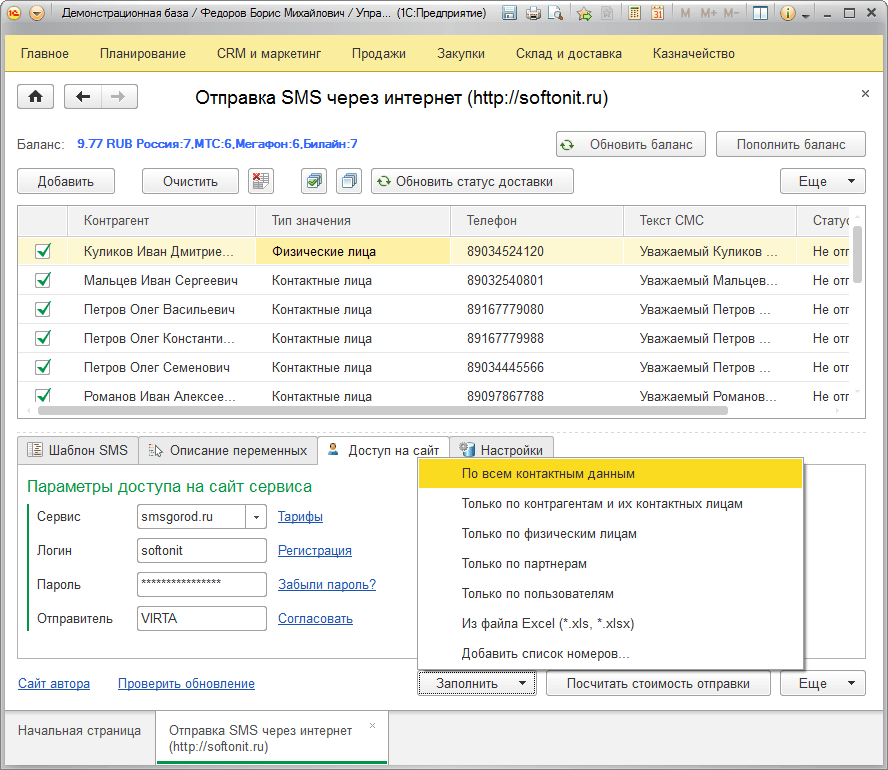 Демонстрационная база / Федоров Борис Михайлович / Упра... (1С:Предприятие)
M M+ M-
Главное Планирование CRM и маркетинг Продажи Закупки Склад и доставка Казначейство
Отправка SMS через интернет (http://softonit.ru)
Баланс: 9.77 RUB Россия:7,МТС:6,Мегафон:6,Билайн:7 Обновить баланс Пополнить баланс
Добавить Очистить Обновить статус доставки Еще
Контрагент Тип значения Телефон Текст СМС Статус
Куликов Иван Дмитрие... Физические лица 89034524120 Уважаемый Куликов ... Не отп
Мальцев Иван Сергеевич Контактные лица 89032540801 Уважаемый Мальцев... Не отп
Петров Олег Васильевич Контактные лица 89167779080 Уважаемый Петров ... Не отп
Петров Олег Константи... Контактные лица 89167779988 Уважаемый Петров ... Не отп
Петров Олег Семенович Контактные лица 89034445566 Уважаемый Петров ... Не отп
Романов Иван Алексее... Контактные лица 89097867788 Уважаемый Романов... Не отп
Шаблон SMS Описание переменных Доступ на сайт Настройки
Параметры доступа на сайт сервиса
Сервис smsgorod.ru Тарифы
Логин softonit Регистрация
Пароль **************** Забыли пароль?
Отправитель VIRTA Согласовать
По всем контактным данным
Только по контрагентам и их контактных лицам
Только по физическим лицам
Только по партнерам
Только по пользователям
Из файла Excel (*.xls, *.xlsx)
Добавить список номеров...
Сайт автора Проверить обновление Заполнить Посчитать стоимость отправки Еще
Начальная страница Отправка SMS через интернет
(http://softonit.ru)